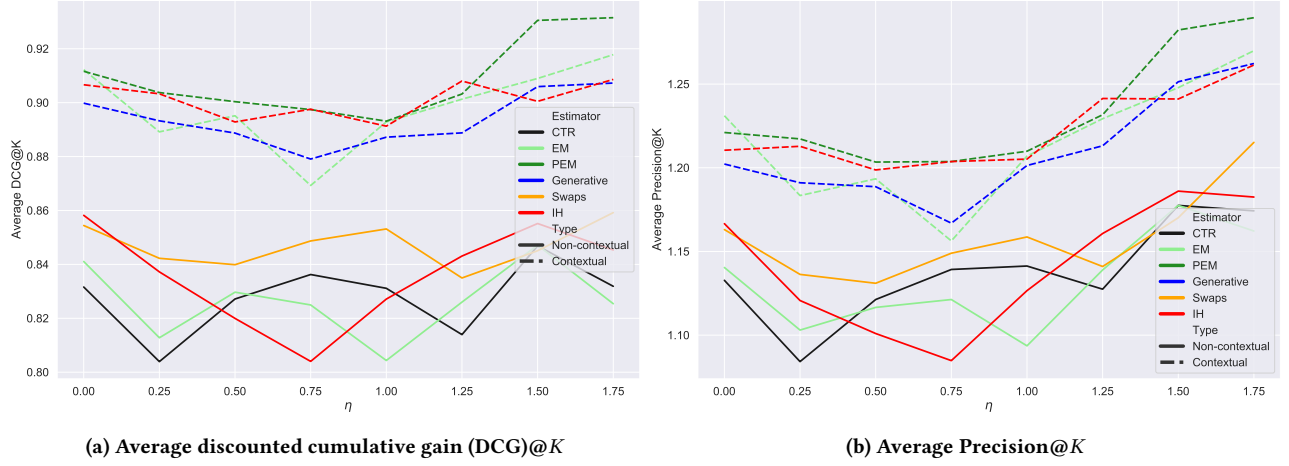 Average DCG@K
0.92
0.90
0.88
0.86
0.84
0.82
0.80
0.00 0.25 0.50 0.75 1.00 1.25 1.50 1.75
η
Estimator
CTR
EM
PEM
Generative
Swaps
IH
Type
Non-contextual
Contextual
(a) Average discounted cumulative gain (DCG)@K
Average Precision@K
1.25
1.20
1.15
1.10
0.00 0.25 0.50 0.75 1.00 1.25 1.50 1.75
η
Estimator
CTR
EM
PEM
Generative
Swaps
IH
Type
Non-contextual
Contextual
(b) Average Precision@K